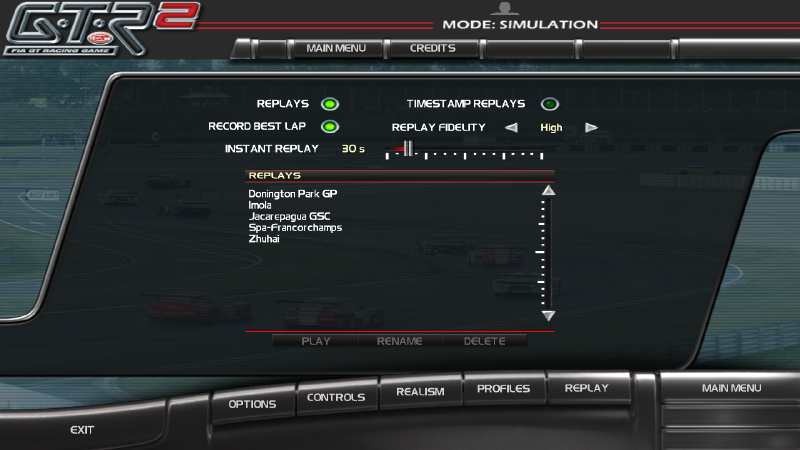 GTR2
FIA GT RACING GAME
MODE: SIMULATION
MAIN MENU CREDITS
REPLAYS TIMESTAMP REPLAYS
RECORD BEST LAP REPLAY FIDELITY High
INSTANT REPLAY 30 s
REPLAYS
Donington Park GP
Imola
Jacarepagua GSC
Spa-Francorchamps
Zhuhai
PLAY RENAME DELETE
EXIT OPTIONS CONTROLS REALISM PROFILES REPLAY MAIN MENU